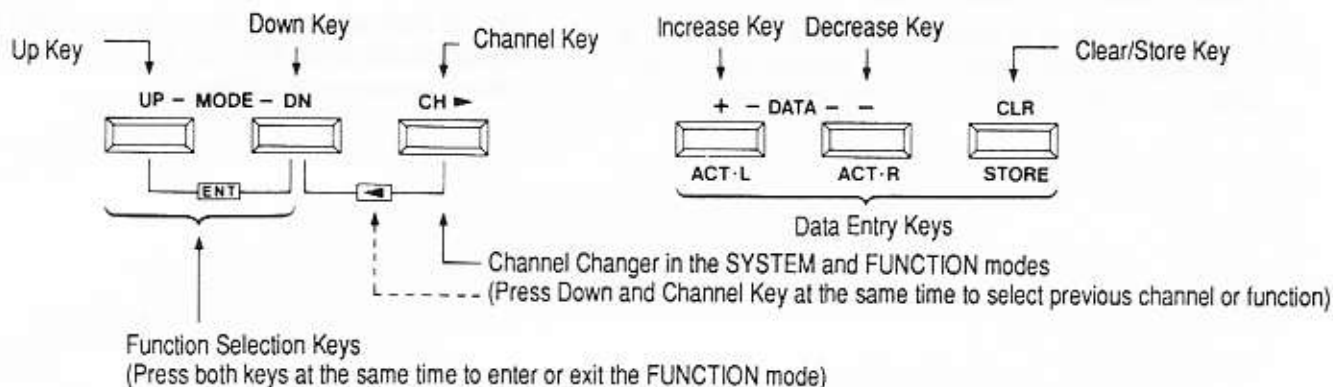 Down Key
Increase Key Decrease Key
Up Key
Channel Key
Clear/Store Key
UP - MODE - DN
CH ►
+ - DATA - -
CLR
ENT
◄
ACT·L
ACT·R
STORE
Data Entry Keys
Channel Changer in the SYSTEM and FUNCTION modes
(Press Down and Channel Key at the same time to select previous channel or function)
Function Selection Keys
(Press both keys at the same time to enter or exit the FUNCTION mode)